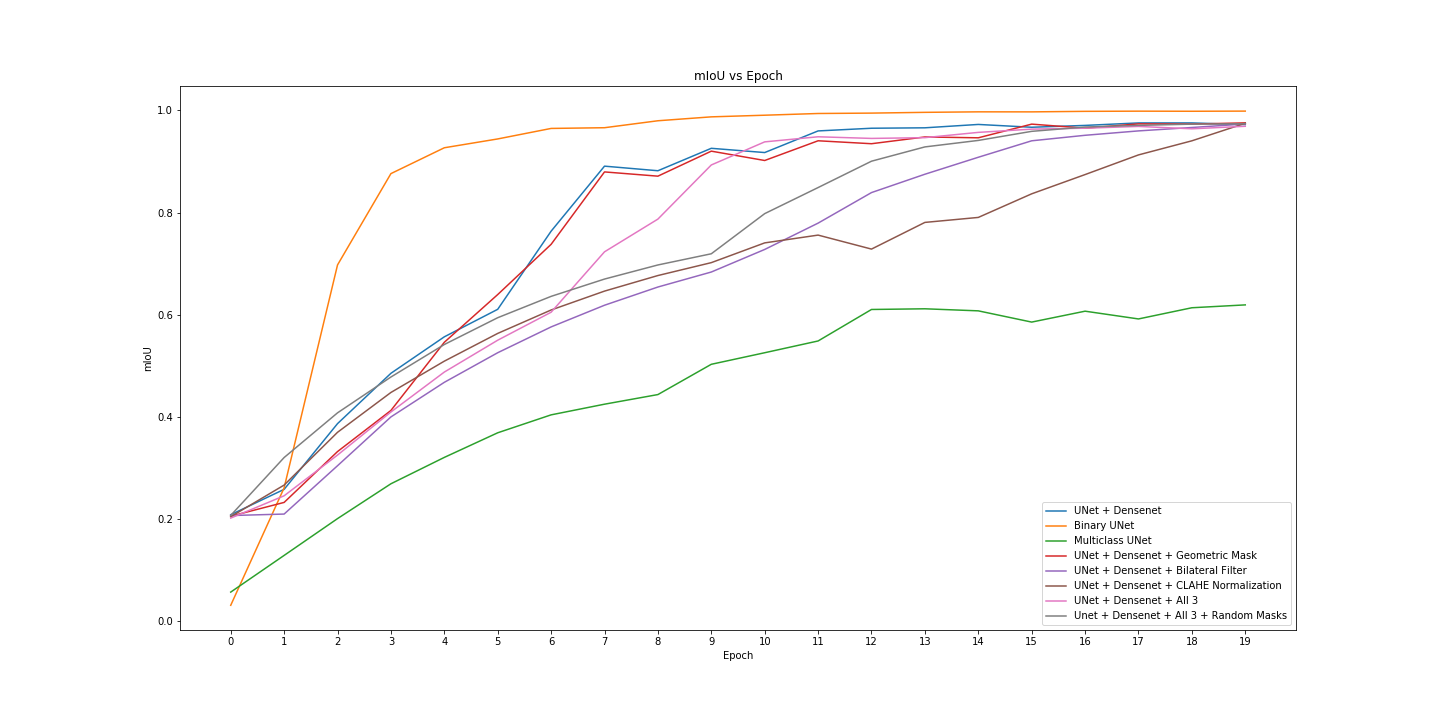 mIoU vs Epoch
1.0
0.8
0.6
0.4
0.2
0.0
mIoU
0 1 2 3 4 5 6 7 8 9 10 11 12 13 14 15 16 17 18 19
Epoch
UNet + Densenet
Binary UNet
Multiclass UNet
UNet + Densenet + Geometric Mask
UNet + Densenet + Bilateral Filter
UNet + Densenet + CLAHE Normalization
UNet + Densenet + All 3
Unet + Densenet + All 3 + Random Masks